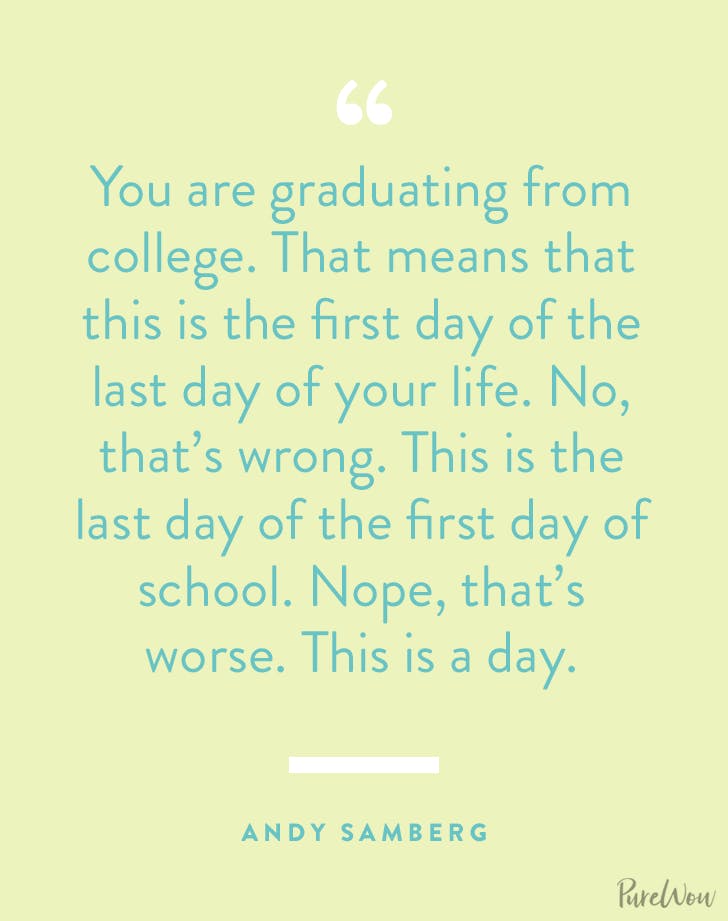 “
You are graduating from
college. That means that
this is the first day of the
last day of your life. No,
that’s wrong. This is the
last day of the first day of
school. Nope, that’s
worse. This is a day.
ANDY SAMBERG
PureWow